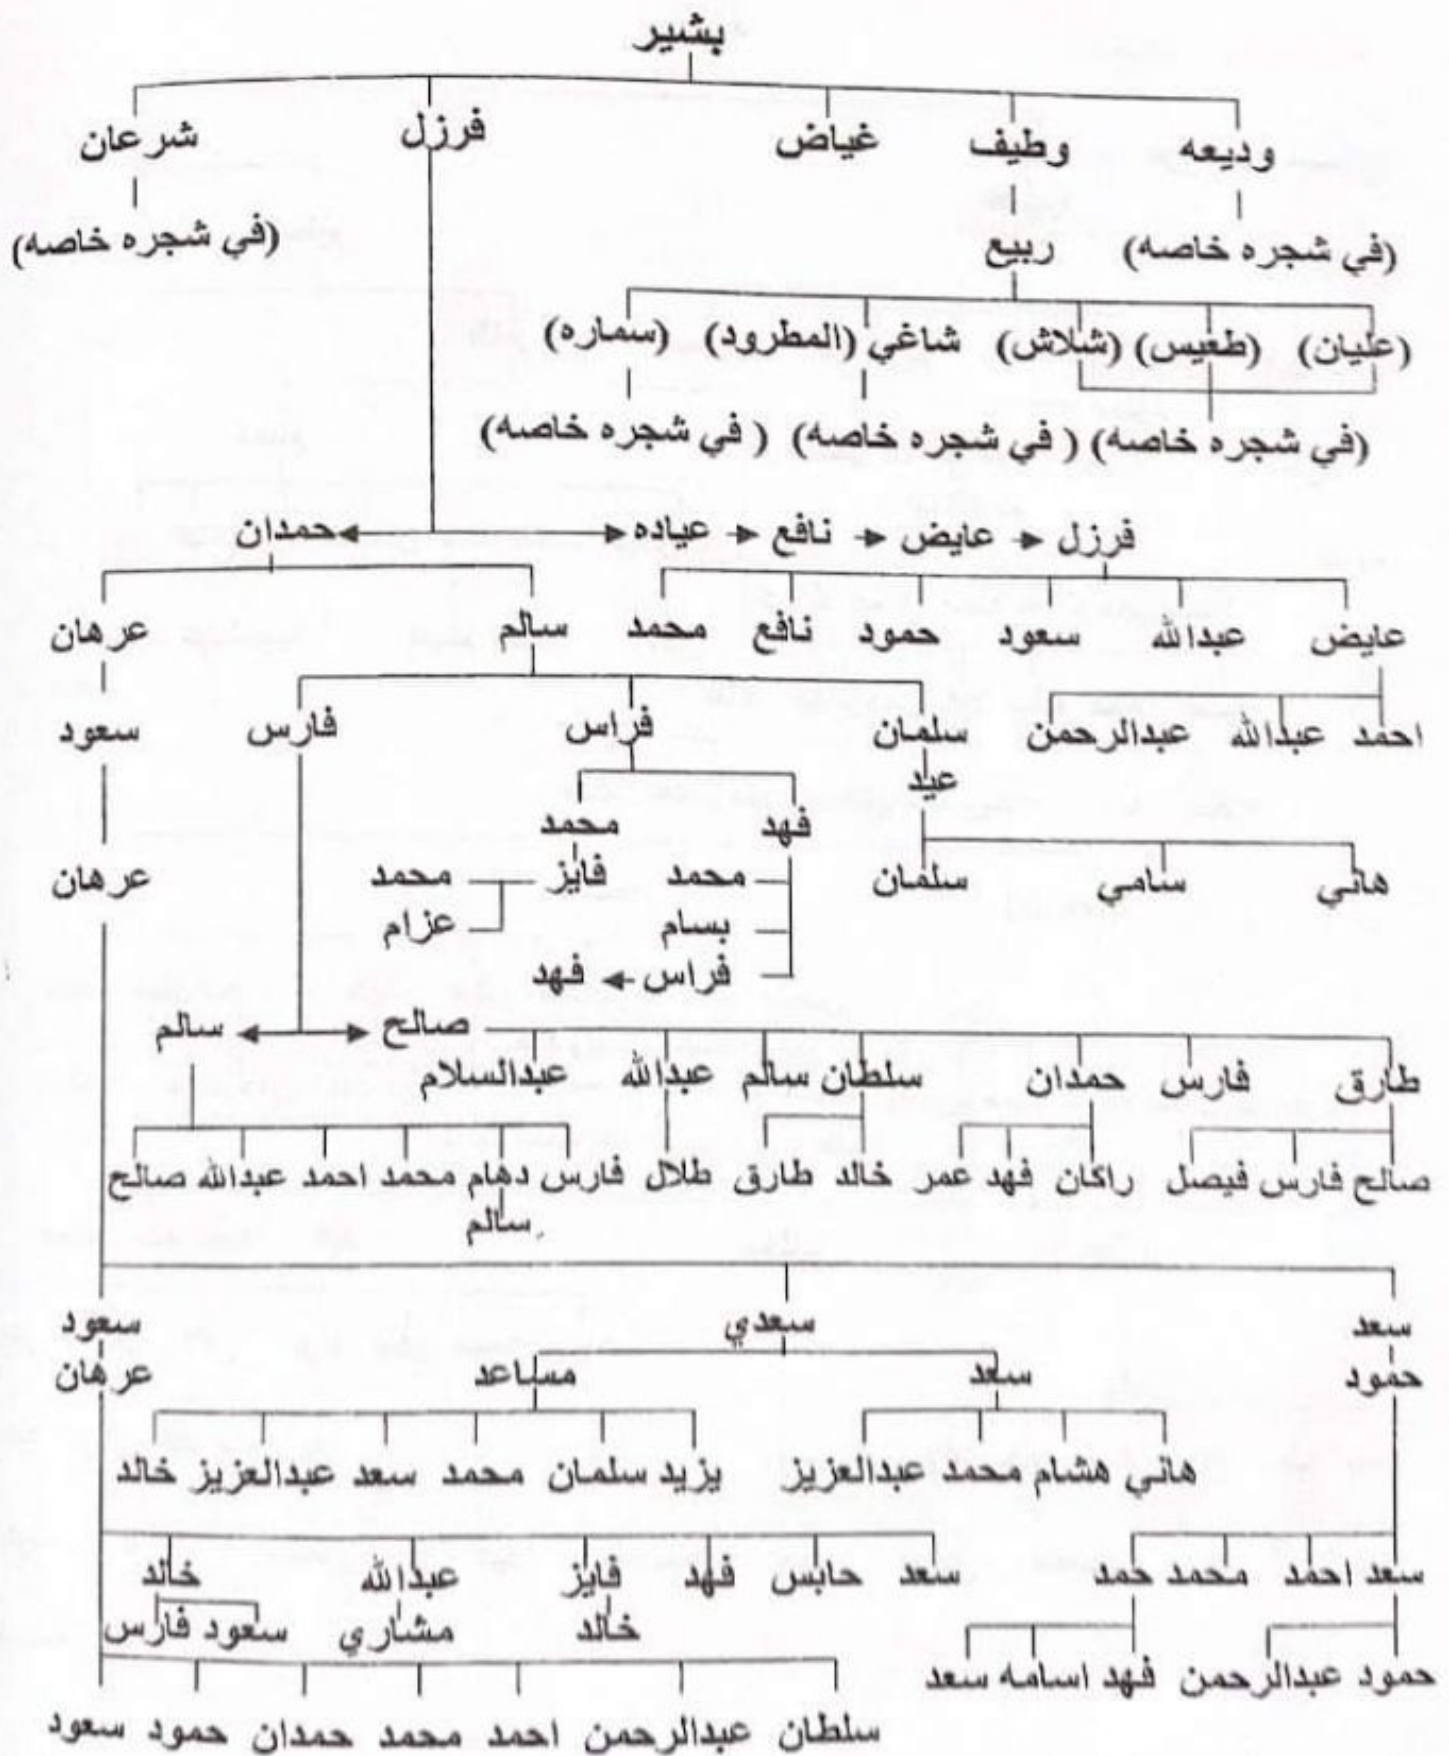 بشير
وديعه وطيف غياض فرزل شرعان
(في شجره خاصه) ربيع (في شجره خاصه)
(عليان) (طغيس) (شلاش) شاغي (المطرود) (سماره)
(في شجره خاصه) (في شجره خاصه) (في شجره خاصه)
فرزل عايض نافع عياده حمدان
عايض عبدالله سعود حمود نافع محمد سالم عرهان
احمد عبدالله عبدالرحمن سلمان فراس فارس سعود
عيد
فهد محمد
هاني سامي سلمان محمد فايز محمد عرهان
بسام عزام
فراس فهد
صالح سالم
طارق فارس حمدان سلطان سالم عبدالله عبدالسلام
صالح فارس فيصل راكان فهد عمر خالد طارق طلال فارس دهام محمد احمد عبدالله صالح
سالم
سعد سعدي سعود
حمود سعد مساعد عرهان
هاني هشام محمد عبدالعزيز يزيد سلمان محمد سعد عبدالعزيز خالد
سعد احمد محمد حمد سعد حابس فهد فايز عبدالله خالد
خالد مشاري سعود فارس
حمود عبدالرحمن فهد اسامه سعد
سلطان عبدالرحمن احمد محمد حمدان حمود سعود